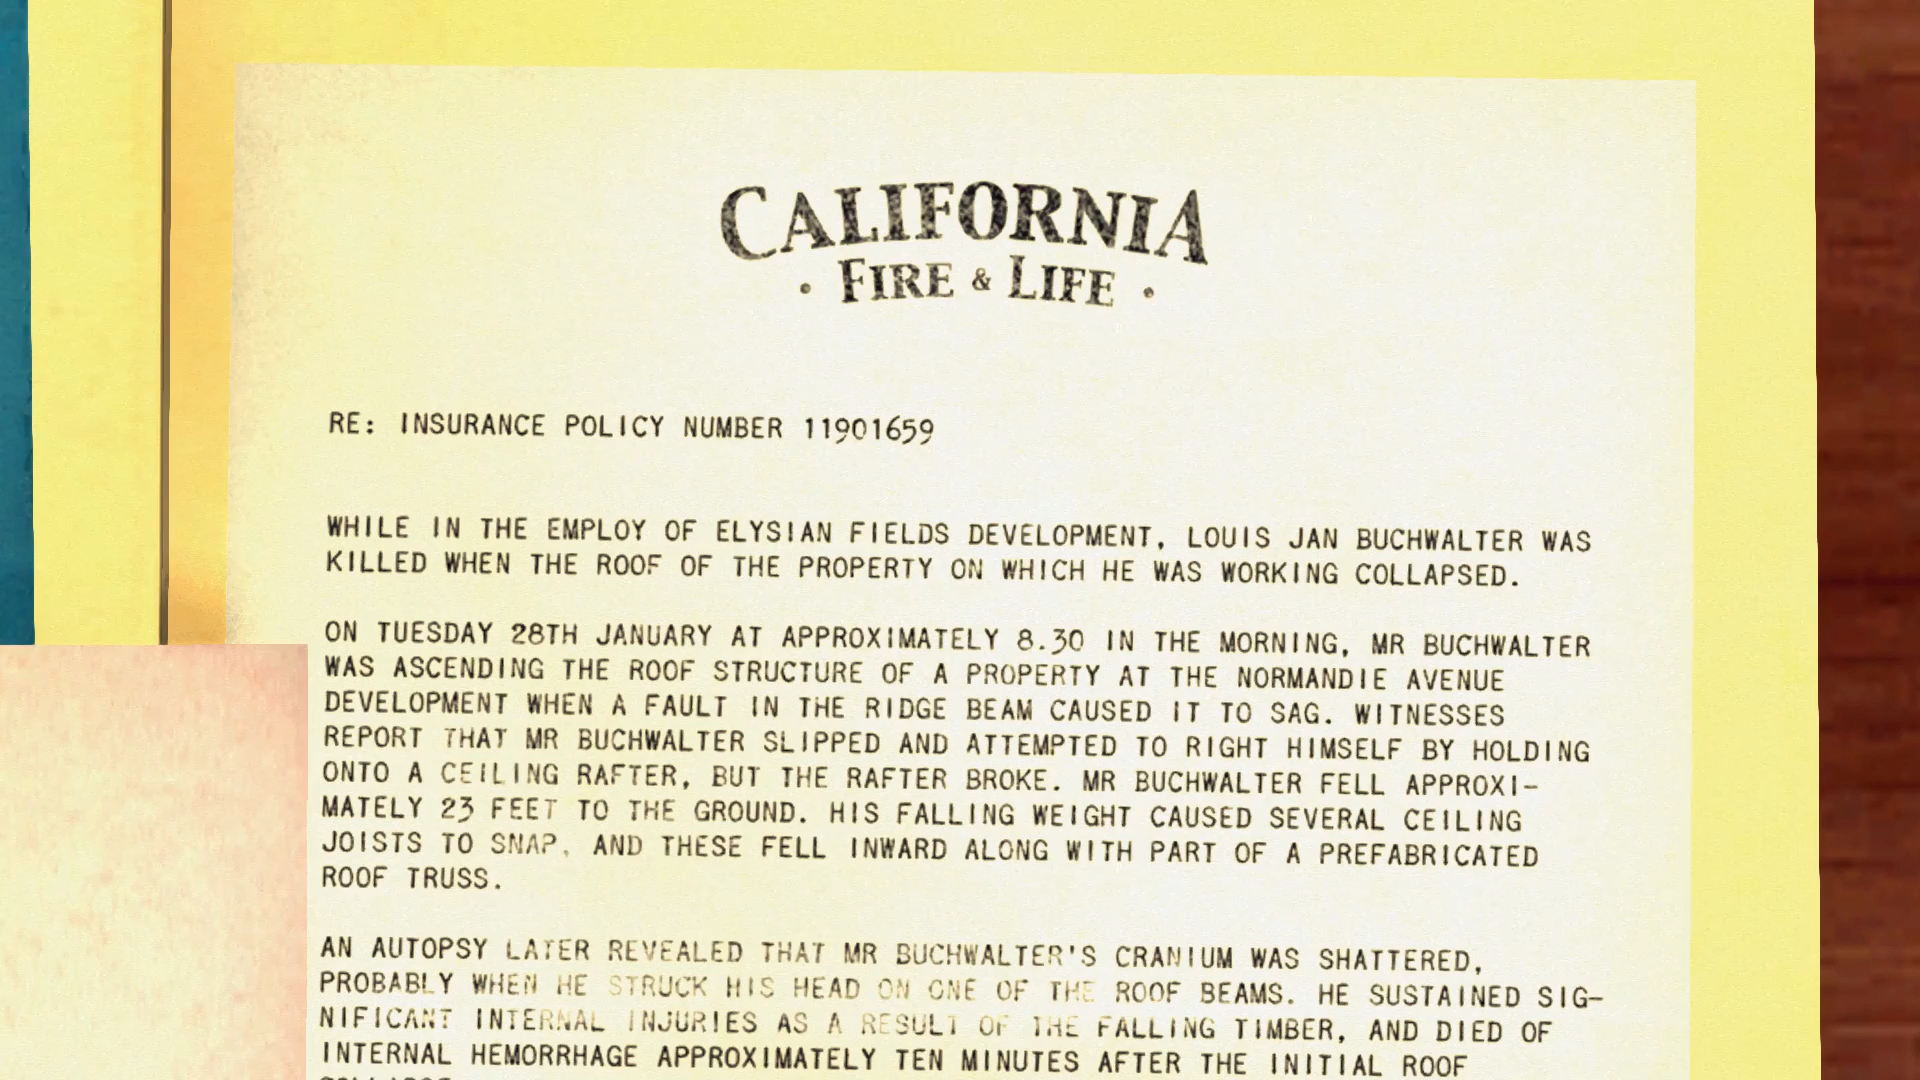 CALIFORNIA
· FIRE & LIFE ·
RE: INSURANCE POLICY NUMBER 11901659
WHILE IN THE EMPLOY OF ELYSIAN FIELDS DEVELOPMENT, LOUIS JAN BUCHWALTER WAS
KILLED WHEN THE ROOF OF THE PROPERTY ON WHICH HE WAS WORKING COLLAPSED.
ON TUESDAY 28TH JANUARY AT APPROXIMATELY 8.30 IN THE MORNING, MR BUCHWALTER
WAS ASCENDING THE ROOF STRUCTURE OF A PROPERTY AT THE NORMANDIE AVENUE
DEVELOPMENT WHEN A FAULT IN THE RIDGE BEAM CAUSED IT TO SAG. WITNESSES
REPORT THAT MR BUCHWALTER SLIPPED AND ATTEMPTED TO RIGHT HIMSELF BY HOLDING
ONTO A CEILING RAFTER, BUT THE RAFTER BROKE. MR BUCHWALTER FELL APPROXI-
MATELY 23 FEET TO THE GROUND. HIS FALLING WEIGHT CAUSED SEVERAL CEILING
JOISTS TO SNAP, AND THESE FELL INWARD ALONG WITH PART OF A PREFABRICATED
ROOF TRUSS.
AN AUTOPSY LATER REVEALED THAT MR BUCHWALTER'S CRANIUM WAS SHATTERED,
PROBABLY WHEN HE STRUCK HIS HEAD ON ONE OF THE ROOF BEAMS. HE SUSTAINED SIG-
NIFICANT INTERNAL INJURIES AS A RESULT OF THE FALLING TIMBER, AND DIED OF
INTERNAL HEMORRHAGE APPROXIMATELY TEN MINUTES AFTER THE INITIAL ROOF